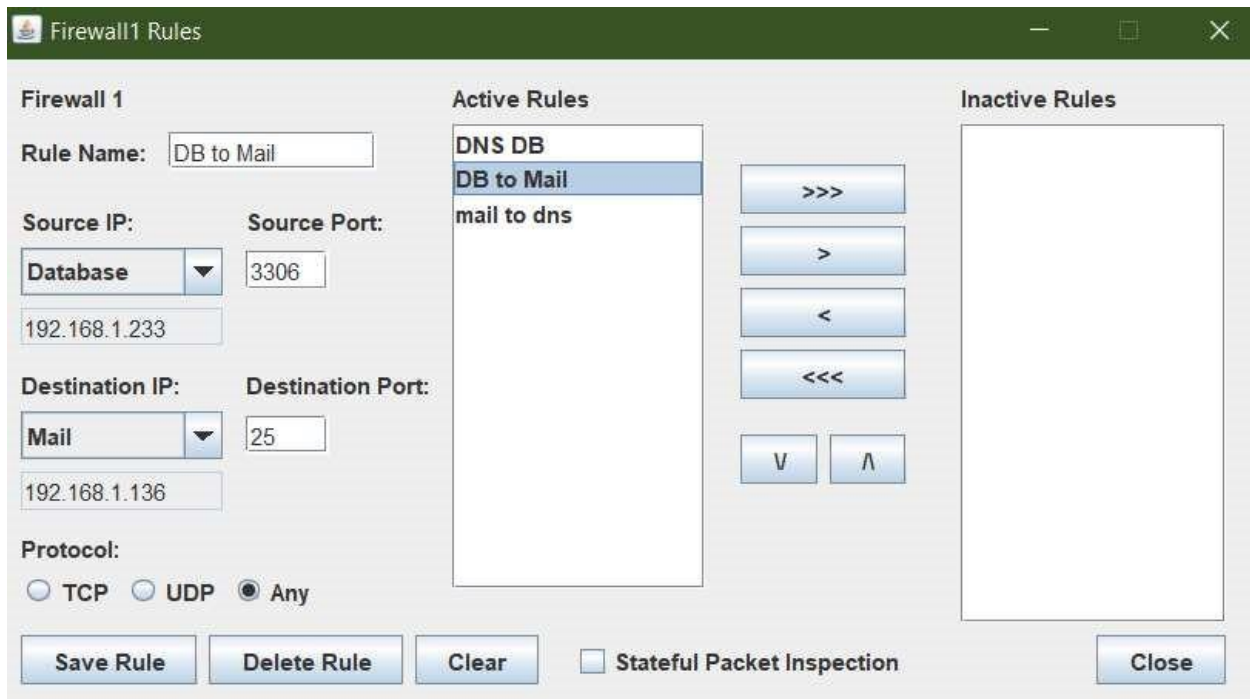 Firewall1 Rules
Firewall 1
Rule Name: DB to Mail
Source IP: Source Port:
Database 3306
192.168.1.233
Destination IP: Destination Port:
Mail 25
192.168.1.136
Protocol:
TCP UDP Any
Active Rules
DNS DB
DB to Mail
mail to dns
>>>
>
<
<<<
\/ /\
Inactive Rules
Save Rule Delete Rule Clear Stateful Packet Inspection Close